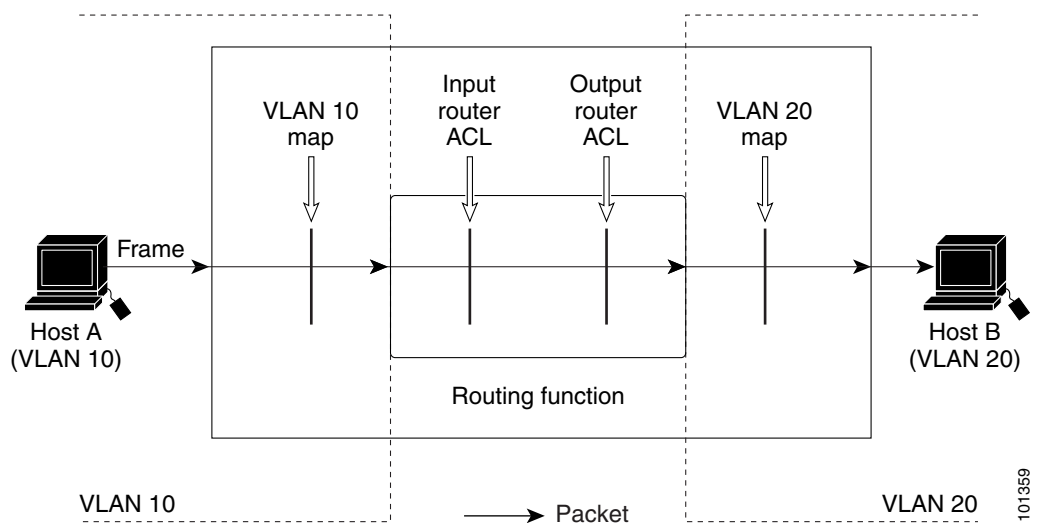 VLAN 10
map
Input
router
ACL
Output
router
ACL
VLAN 20
map
Frame
Host A
(VLAN 10)
Host B
(VLAN 20)
Routing function
VLAN 10
Packet
VLAN 20
101359